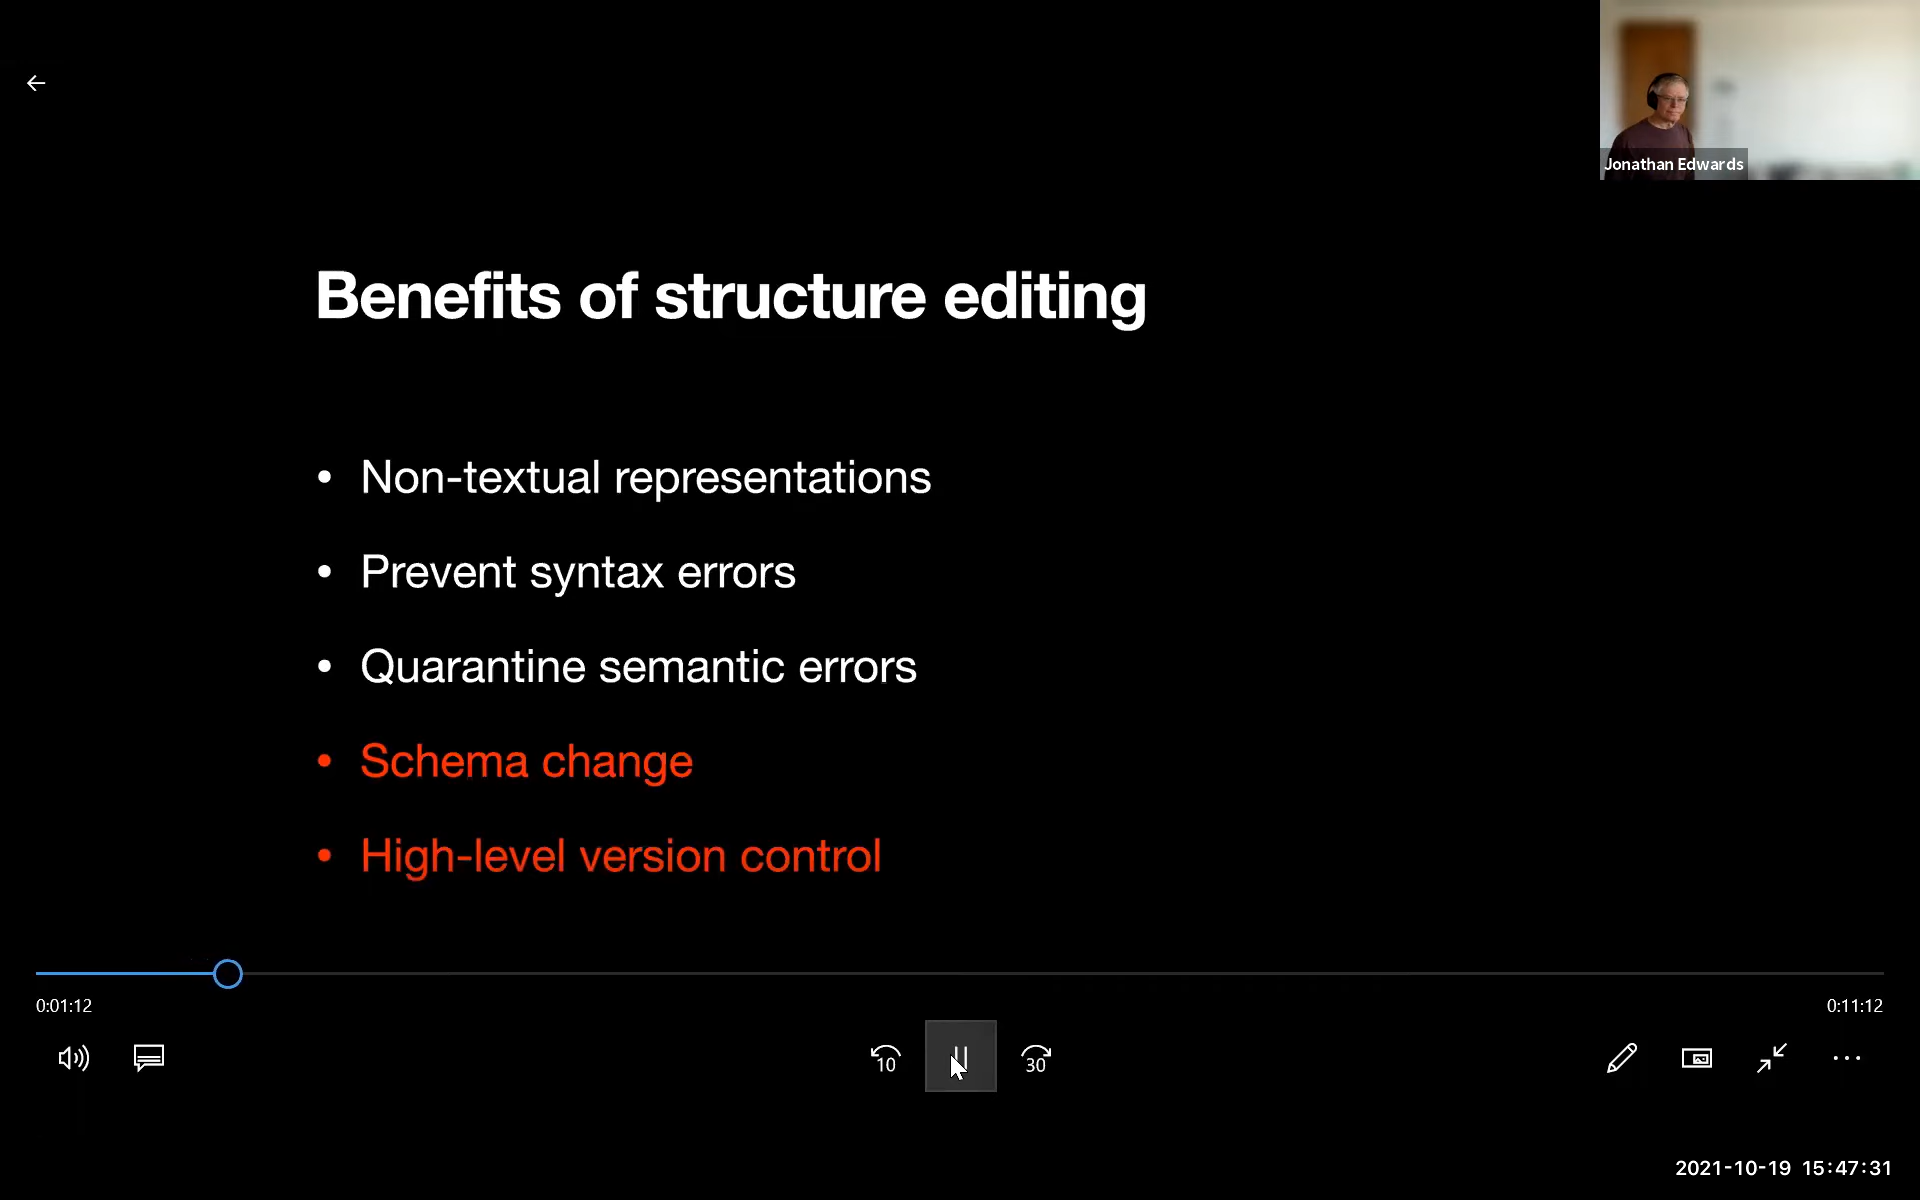 Jonathan Edwards
Benefits of structure editing
• Non-textual representations
• Prevent syntax errors
• Quarantine semantic errors
• Schema change
• High-level version control
0:01:12
0:11:12
10
30
2021-10-19 15:47:31